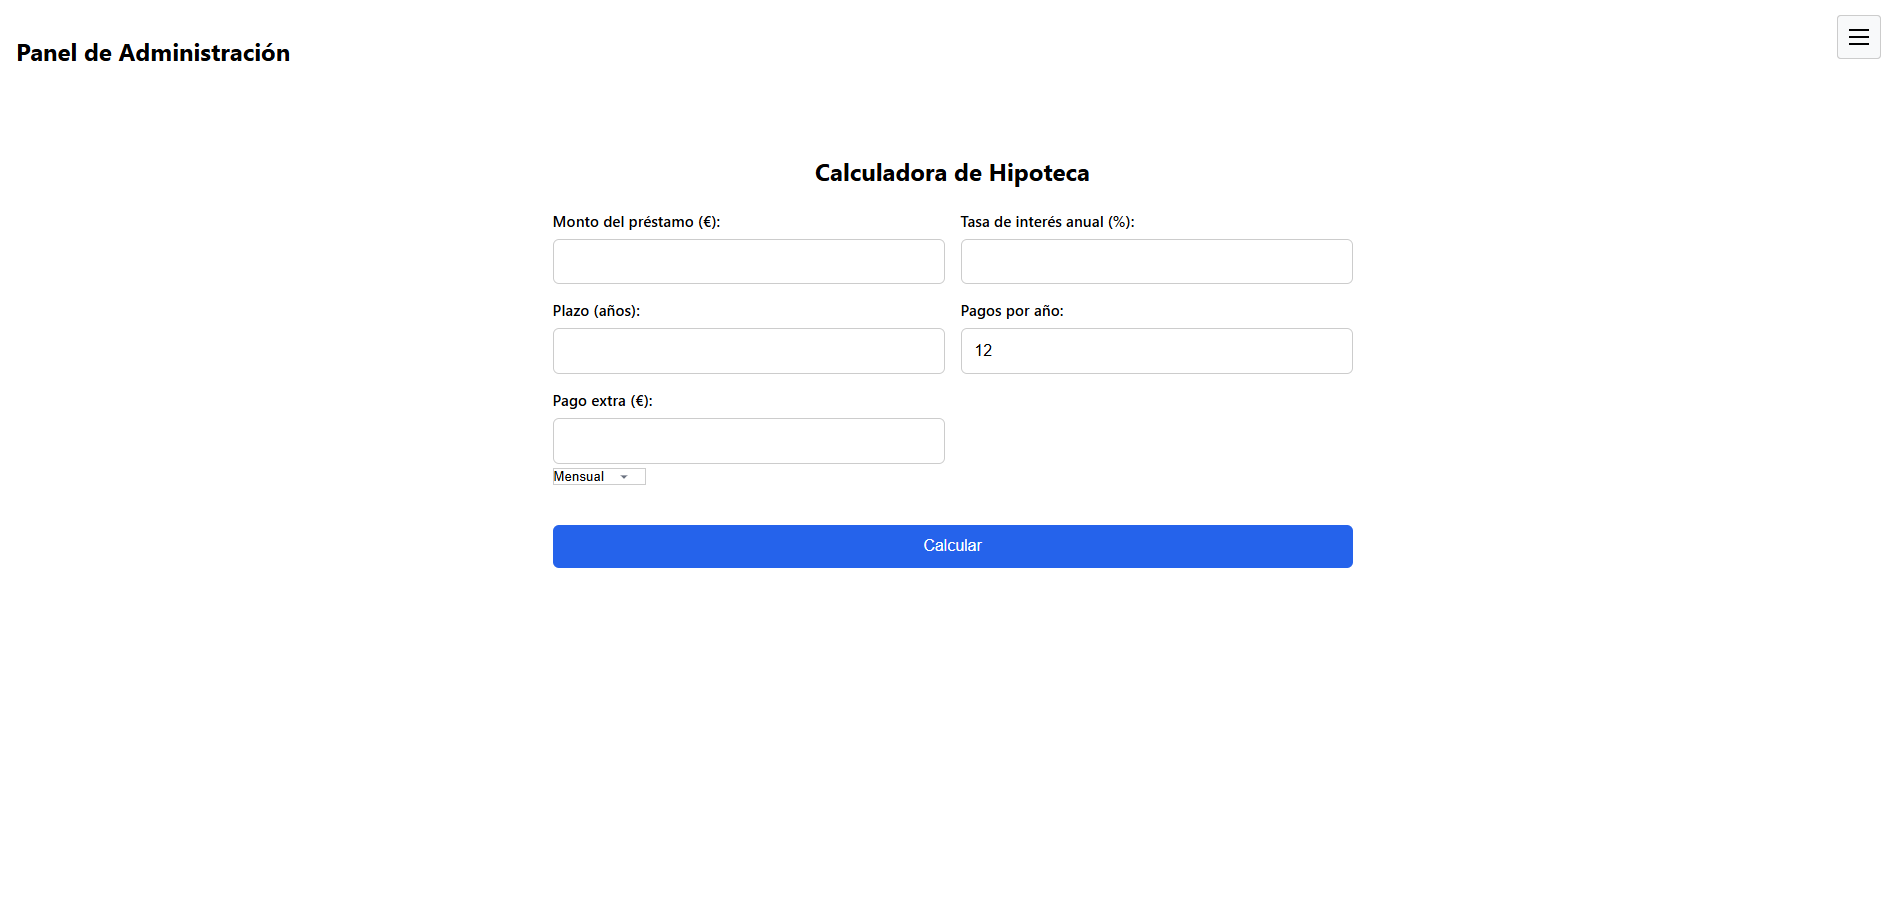 Panel de Administración
Calculadora de Hipoteca
Monto del préstamo (€):
Tasa de interés anual (%):
Plazo (años):
Pagos por año:
12
Pago extra (€):
Mensual
Calcular